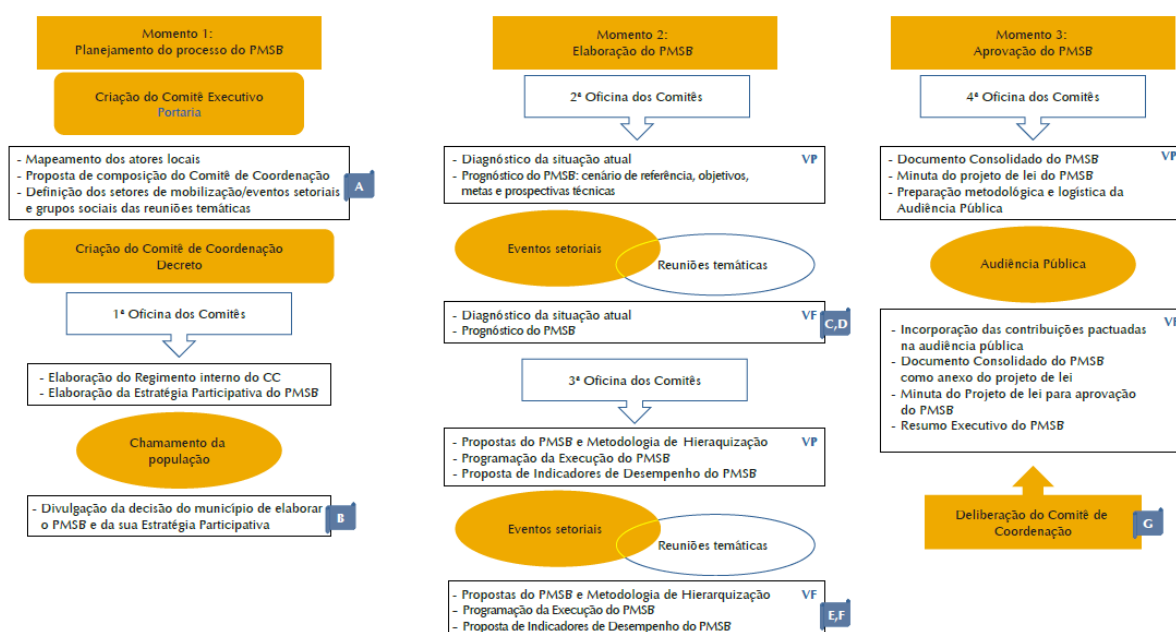 Momento 1:
Planejamento do processo do PMSB
Criação do Comitê Executivo
Portaria
- Mapeamento dos atores locais
- Proposta de composição do Comitê de Coordenação
- Definição dos setores de mobilização/eventos setoriais
e grupos sociais das reuniões temáticas
A
Criação do Comitê de Coordenação
Decreto
1ª Oficina dos Comitês
- Elaboração do Regimento interno do CC
- Elaboração da Estratégia Participativa do PMSB
Chamamento da
população
- Divulgação da decisão do município de elaborar
o PMSB e da sua Estratégia Participativa
B
Momento 2:
Elaboração do PMSB
2ª Oficina dos Comitês
- Diagnóstico da situação atual VP
- Prognóstico do PMSB: cenário de referência, objetivos,
metas e prospectivas técnicas
Eventos setoriais
Reuniões temáticas
- Diagnóstico da situação atual VF
- Prognóstico do PMSB
C,D
3ª Oficina dos Comitês
- Propostas do PMSB e Metodologia de Hieraquização VP
- Programação da Execução do PMSB
- Proposta de Indicadores de Desempenho do PMSB
Eventos setoriais
Reuniões temáticas
- Propostas do PMSB e Metodologia de Hierarquização VF
- Programação da Execução do PMSB
- Proposta de Indicadores de Desempenho do PMSB
E,F
Momento 3:
Aprovação do PMSB
4ª Oficina dos Comitês
- Documento Consolidado do PMSB VP
- Minuta do projeto de lei do PMSB
- Preparação metodológica e logística da
Audiência Pública
Audiência Pública
- Incorporação das contribuições pactuadas VF
na audiência pública
- Documento Consolidado do PMSB
como anexo do projeto de lei
- Minuta do Projeto de lei para aprovação
do PMSB
- Resumo Executivo do PMSB
Deliberação do Comitê de
Coordenação
G